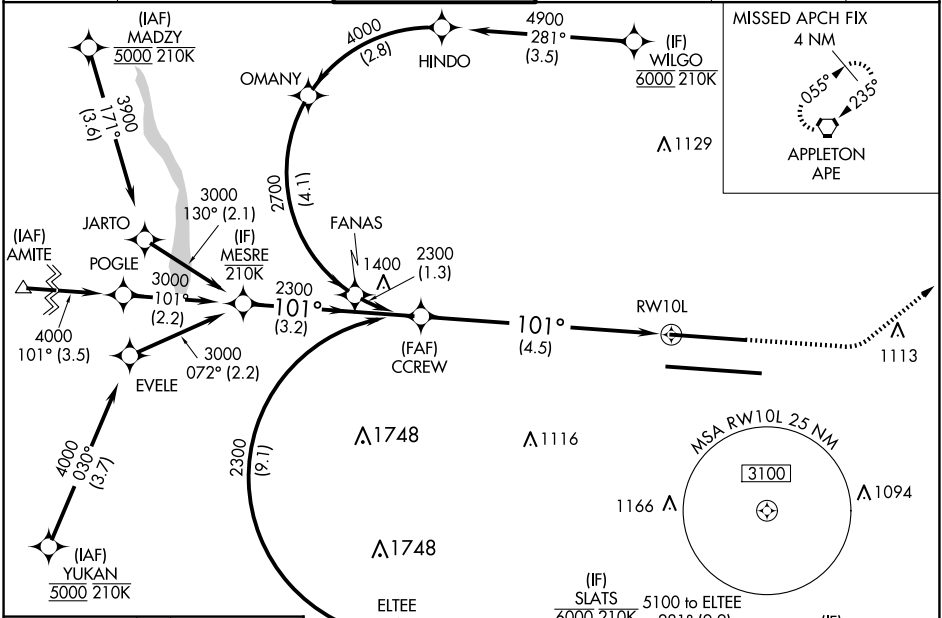 (IAF)
MADZY
5000 210K
3900
171°
(3.6)
4000
(2.8)
HINDO
4900
281°
(3.5)
(IF)
WILGO
6000 210K
OMANY
MISSED APCH FIX
4 NM
055°
235°
APPLETON
APE
1129
2700
(4.1)
JARTO
3000
130° (2.1)
(IAF)
AMITE
POGLE
(IF)
MESRE
210K
FANAS
1400
2300
(1.3)
3000
101°
(2.2)
2300
101°
(3.2)
4000
101° (3.5)
3000
072° (2.2)
EVELE
(FAF)
CCREW
101°
(4.5)
RW10L
1113
4000
030°
(3.7)
2300
(9.1)
1748
1116
MSA RW10L 25 NM
3100
1166
1094
1748
(IAF)
YUKAN
5000 210K
ELTEE
(IF)
SLATS
6000 210K
5100 to ELTEE
(IF)